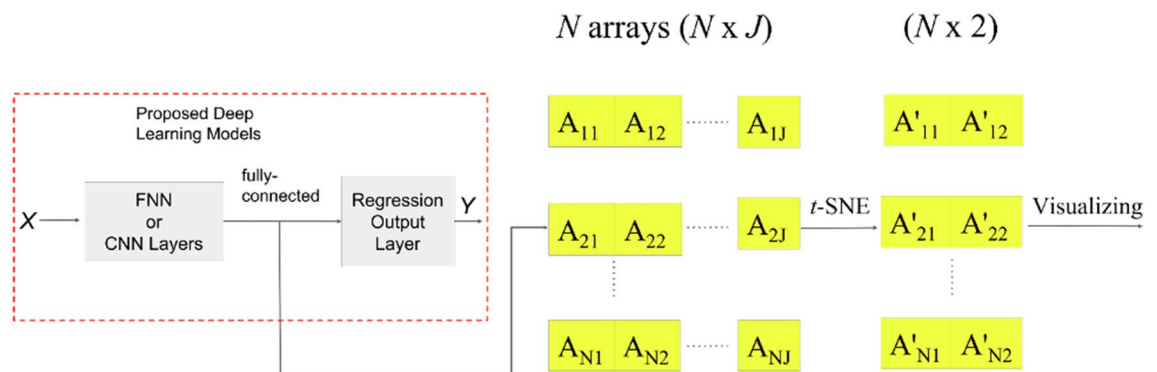 N arrays (N x J)
(N x 2)
Proposed Deep
Learning Models
X
FNN
or
CNN Layers
fully-
connected
Regression
Output
Layer
Y
A11 A12 ........ A1J
A21 A22 ........ A2J
AN1 AN2 ........ ANJ
t-SNE
A'11 A'12
A'21 A'22
A'N1 A'N2
Visualizing